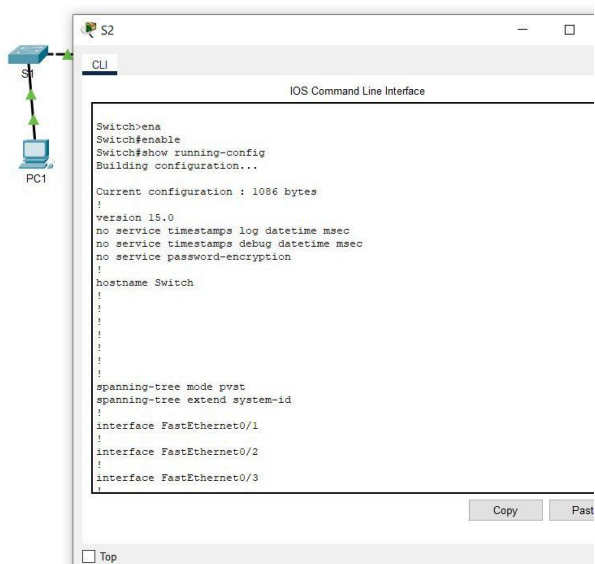 S2
CLI
IOS Command Line Interface
Switch>ena
Switch#enable
Switch#show running-config
Building configuration...
Current configuration : 1086 bytes
!
version 15.0
no service timestamps log datetime msec
no service timestamps debug datetime msec
no service password-encryption
!
hostname Switch
!
!
!
!
!
!
!
spanning-tree mode pvst
spanning-tree extend system-id
!
interface FastEthernet0/1
!
interface FastEthernet0/2
!
interface FastEthernet0/3
!
Copy
Past
Top
S1
PC1